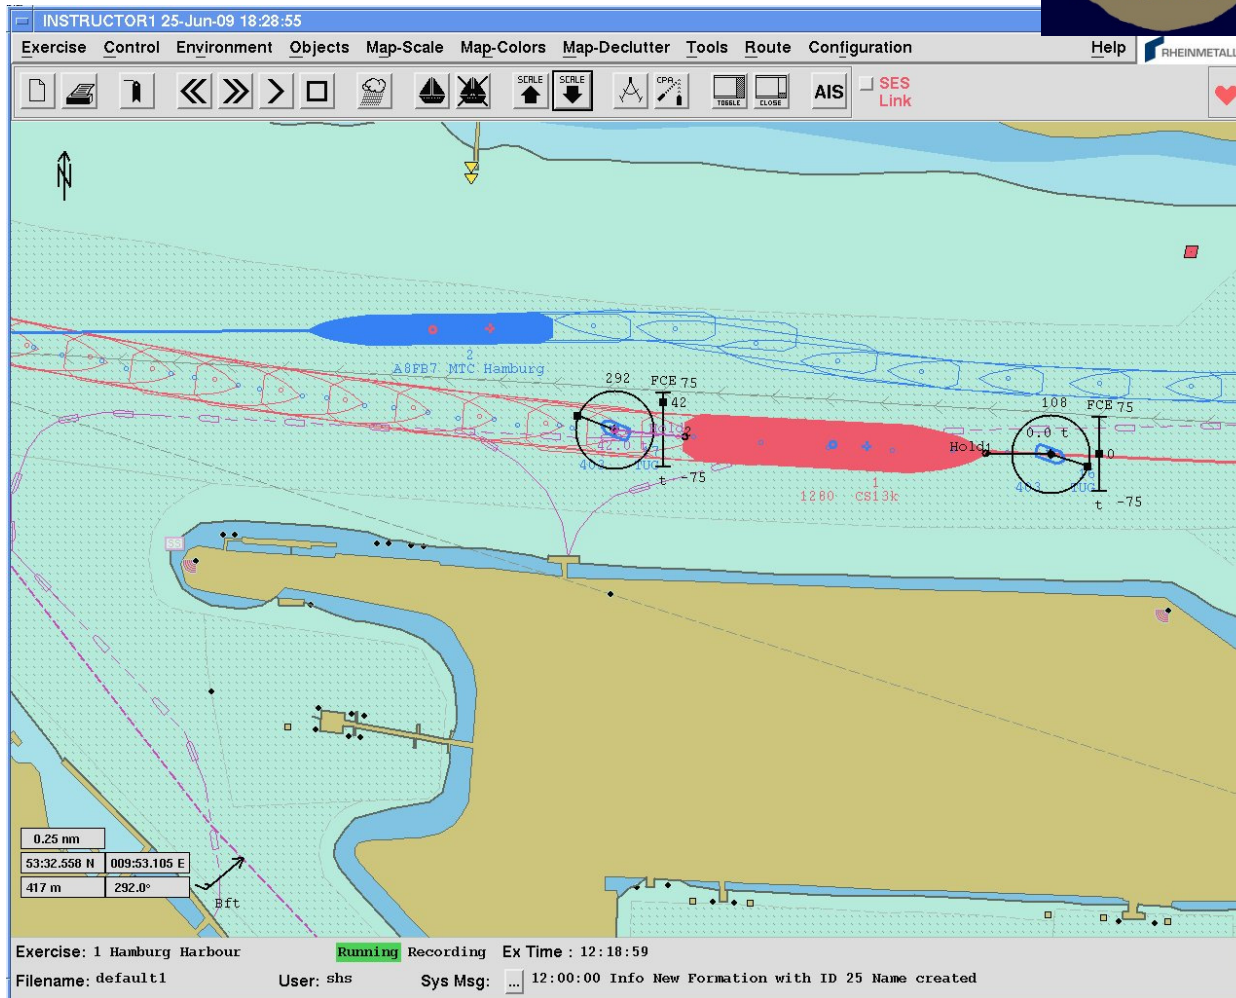 INSTRUCTOR1 25-Jun-09 18:28:55
Exercise Control Environment Objects Map-Scale Map-Colors Map-Declutter Tools Route Configuration Help
RHEINMETALL
SCALE SCALE CPA
TOGGLE CLOSE AIS SES
Link
N
2
A8FB7 MTC Hamburg
292 FCE 75
42
Hold2
TUG
t -75
108 FCE 75
0.0 t
Hold1
0
403 TUG
t -75
1
1280 CS13k
0.25 nm
53:32.558 N 009:53.105 E
417 m 292.0°
Bft
Exercise: 1 Hamburg Harbour Running Recording Ex Time : 12:18:59
Filename: default1 User: shs Sys Msg: ... 12:00:00 Info New Formation with ID 25 Name created